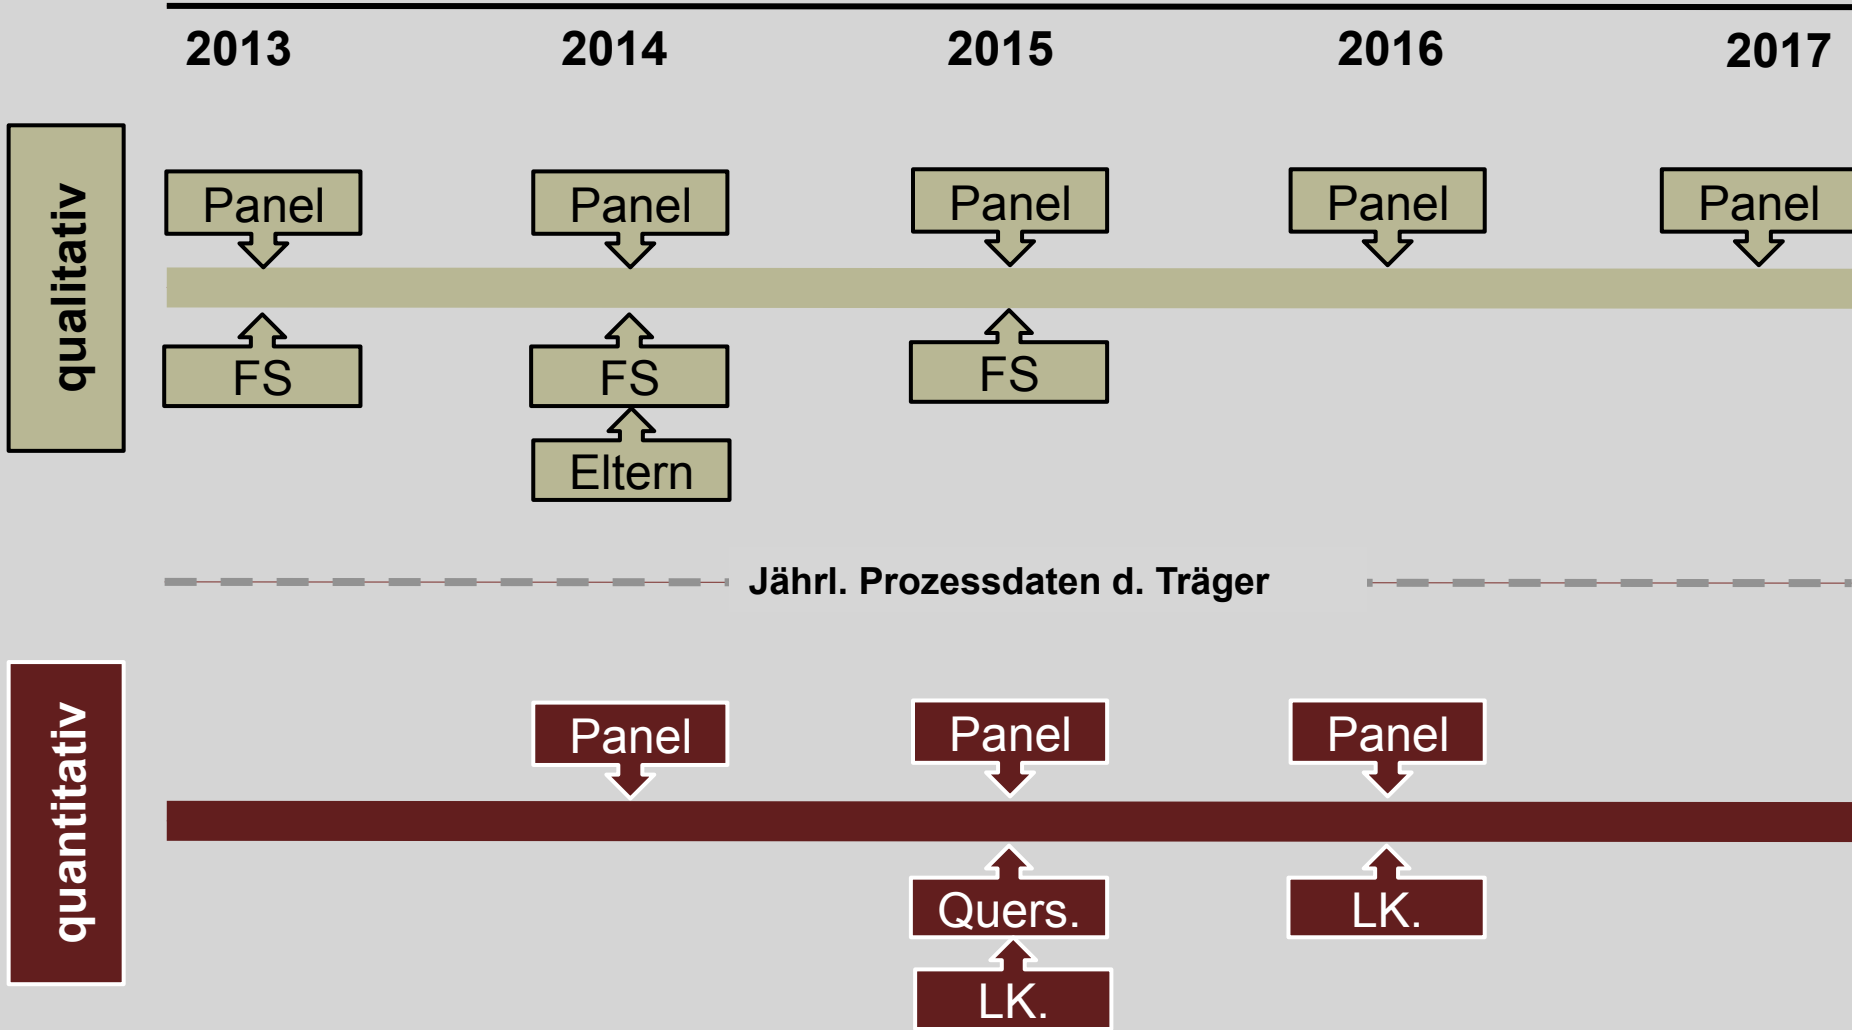 2013 2014 2015 2016 2017
qualitativ
Panel Panel Panel Panel Panel
FS FS FS
Eltern
Jährl. Prozessdaten d. Träger
quantitativ
Panel Panel Panel
Quers. LK.
LK.